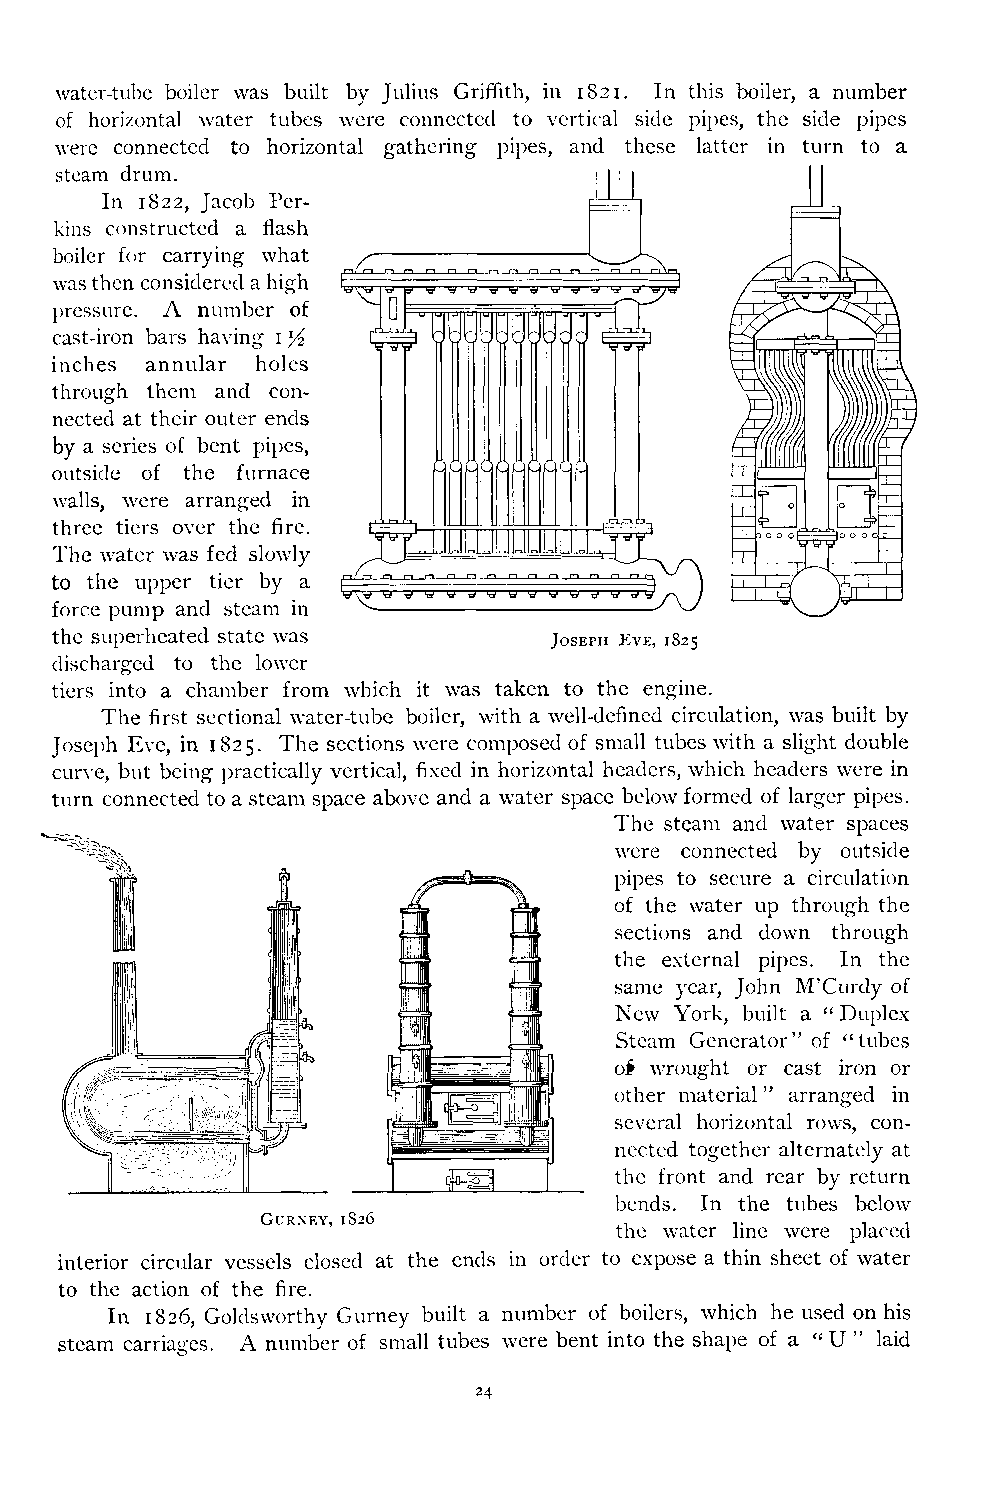 water-tube boiler was built by Julius Griffith, in 1821. In this boiler, a number
of horizontal water tubes were connected to vertical side pipes, the side pipes
were connected to horizontal gathering pipes, and these latter in turn to a
steam drum.
In 1822, Jacob Per-
kins constructed a flash
boiler for carrying what
was then considered a high
pressure. A number of
cast-iron bars having 1½
inches annular holes
through them and con-
nected at their outer ends
by a series of bent pipes,
outside of the furnace
walls, were arranged in
three tiers over the fire.
The water was fed slowly
to the upper tier by a
force pump and steam in
the superheated state was
discharged to the lower
tiers into a chamber from which it was taken to the engine.
Joseph Eve, 1825
The first sectional water-tube boiler, with a well-defined circulation, was built by
Joseph Eve, in 1825. The sections were composed of small tubes with a slight double
curve, but being practically vertical, fixed in horizontal headers, which headers were in
turn connected to a steam space above and a water space below formed of larger pipes.
The steam and water spaces
were connected by outside
pipes to secure a circulation
of the water up through the
sections and down through
the external pipes. In the
same year, John M'Curdy of
New York, built a "Duplex
Steam Generator" of "tubes
of wrought or cast iron or
other material" arranged in
several horizontal rows, con-
nected together alternately at
the front and rear by return
bends. In the tubes below
the water line were placed
Gurney, 1826
interior circular vessels closed at the ends in order to expose a thin sheet of water
to the action of the fire.
In 1826, Goldsworthy Gurney built a number of boilers, which he used on his
steam carriages. A number of small tubes were bent into the shape of a "U" laid
24